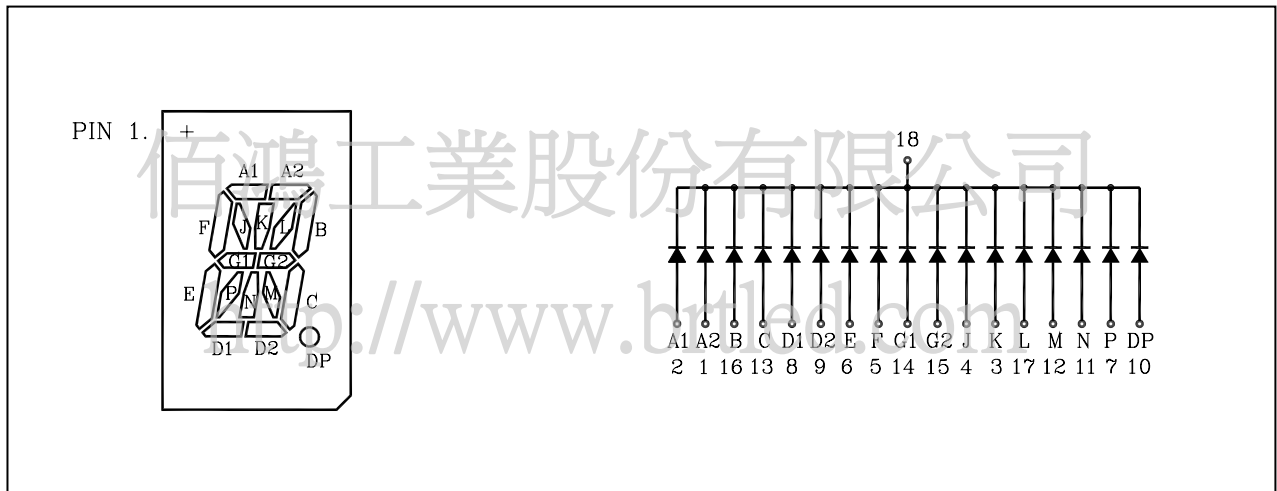 佰鴻工業股份有限公司
http://www.brtled.com
PIN 1. +
A1 A2
F J K L B
G1 G2
E P N M C
D1 D2
DP
18
A1 A2 B C D1 D2 E F G1 G2 J K L M N P DP
2 1 16 13 8 9 6 5 14 15 4 3 17 12 11 7 10